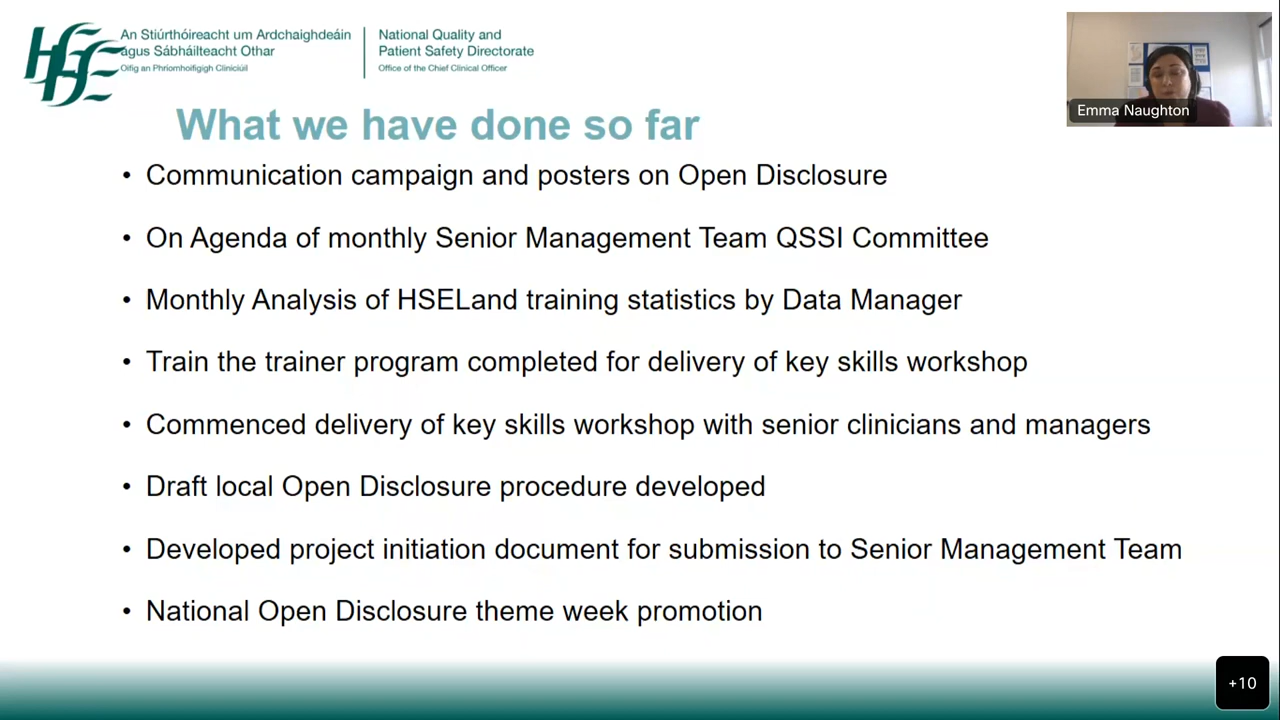 An Stiúrthóireacht um Ardchaighdeáin
agus Sábháilteacht Othar
Oifig an Phríomhoifigigh Cliniciúil
National Quality and
Patient Safety Directorate
Office of the Chief Clinical Officer
Emma Naughton
What we have done so far
• Communication campaign and posters on Open Disclosure
• On Agenda of monthly Senior Management Team QSSI Committee
• Monthly Analysis of HSELand training statistics by Data Manager
• Train the trainer program completed for delivery of key skills workshop
• Commenced delivery of key skills workshop with senior clinicians and managers
• Draft local Open Disclosure procedure developed
• Developed project initiation document for submission to Senior Management Team
• National Open Disclosure theme week promotion
+10